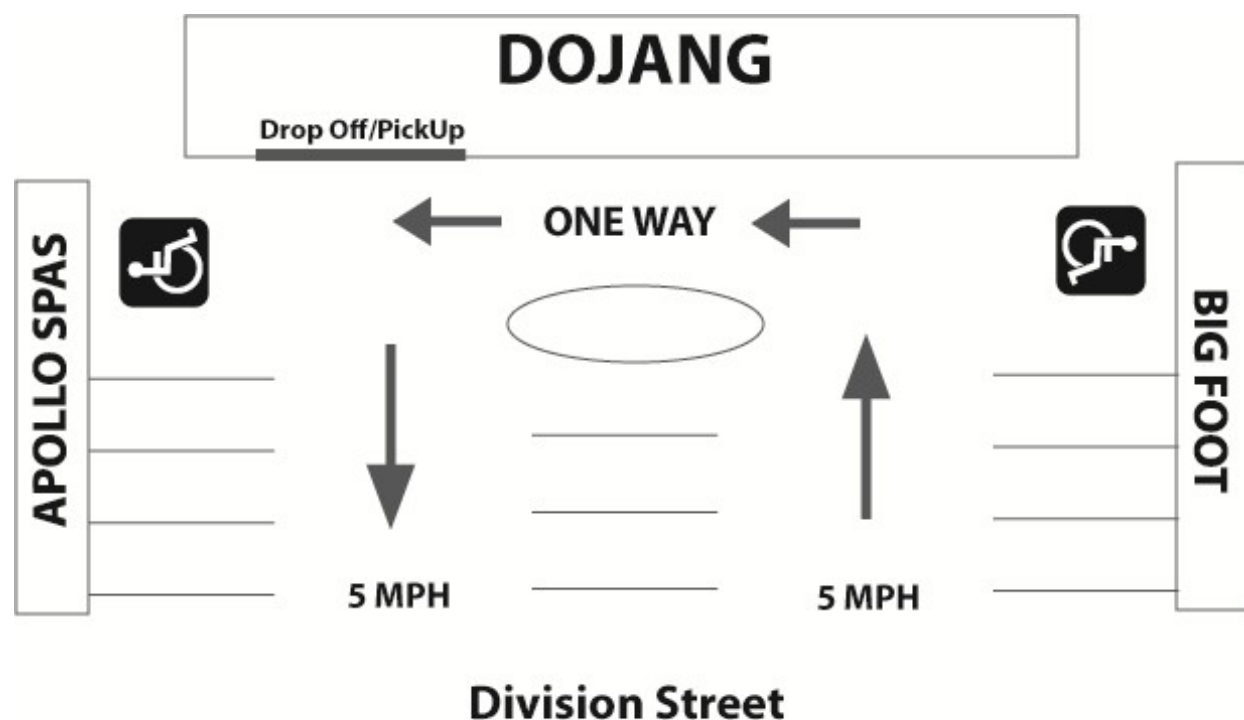 DOJANG
Drop Off/PickUp
ONE WAY
APOLLO SPAS
BIG FOOT
5 MPH
5 MPH
Division Street